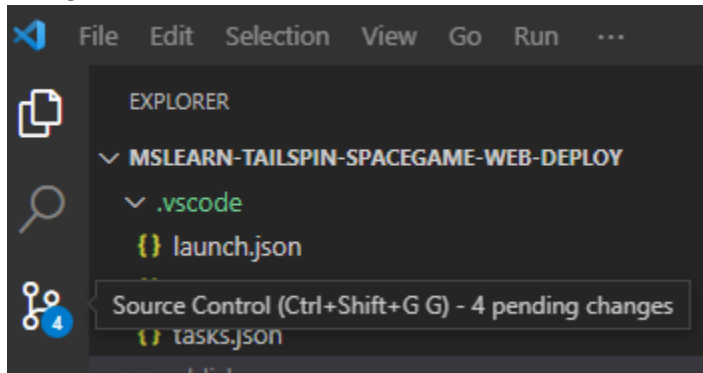 File Edit Selection View Go Run ...
EXPLORER
MSLEARN-TAILSPIN-SPACEGAME-WEB-DEPLOY
.vscode
{} launch.json
Source Control (Ctrl+Shift+G G) - 4 pending changes
4
{} tasks.json